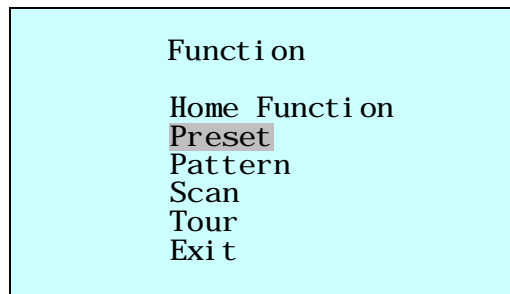 Function
Home Function
Preset
Pattern
Scan
Tour
Exit